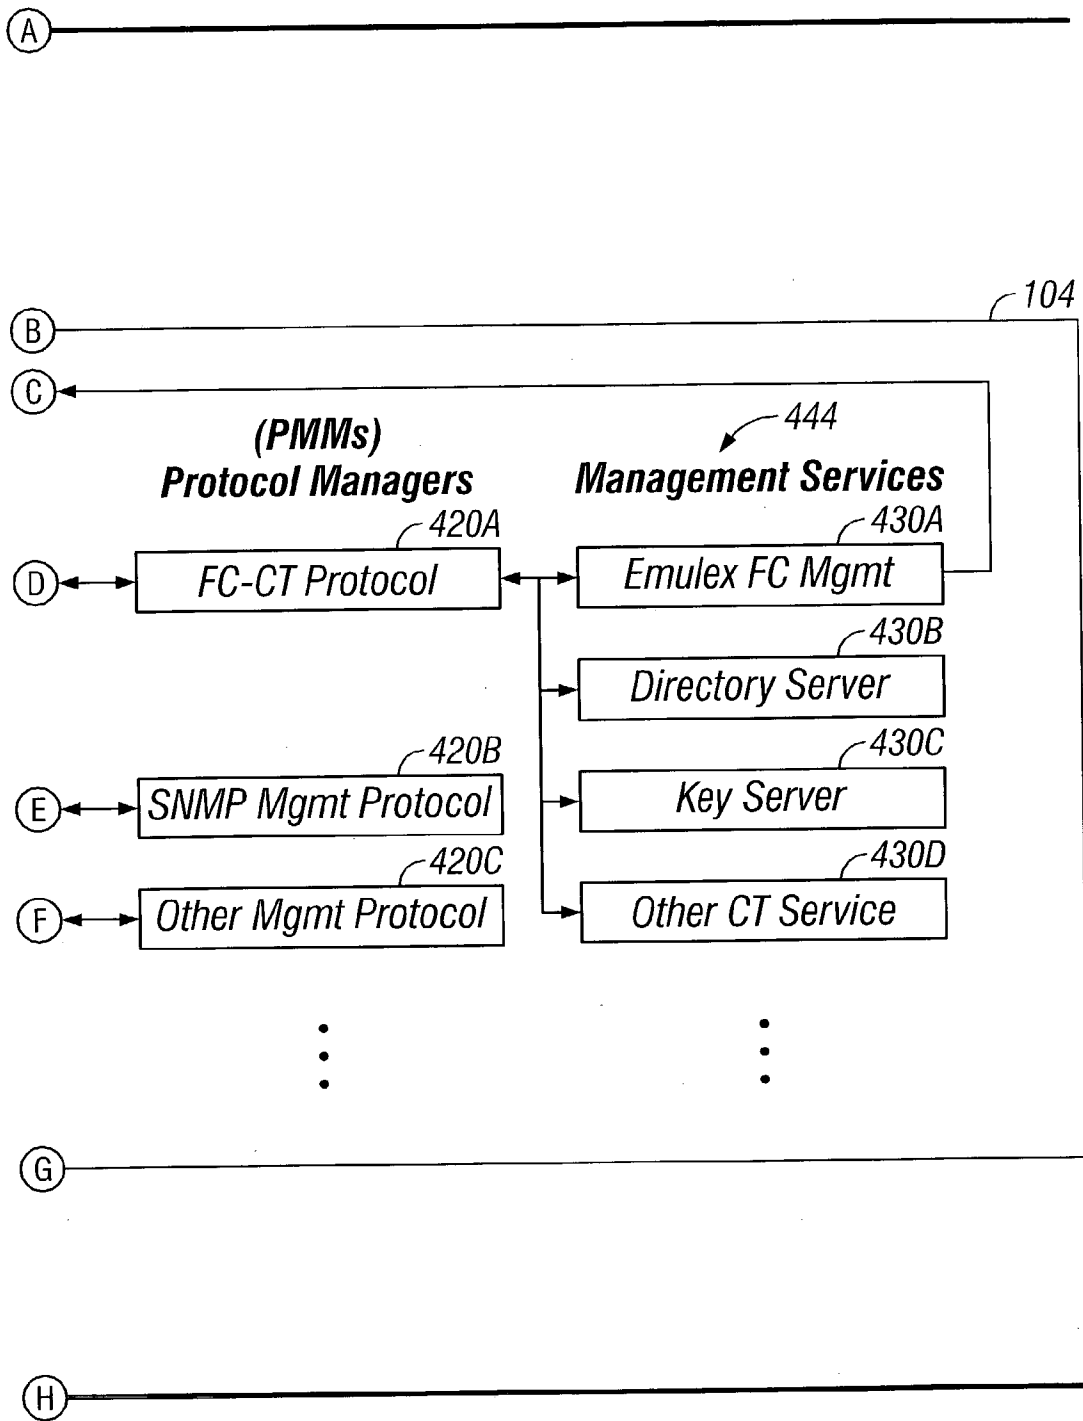 A
104
B
C
444
(PMMs)
Protocol Managers
Management Services
420A
430A
D
FC-CT Protocol
Emulex FC Mgmt
430B
Directory Server
420B
430C
E
SNMP Mgmt Protocol
Key Server
420C
430D
F
Other Mgmt Protocol
Other CT Service
G
H